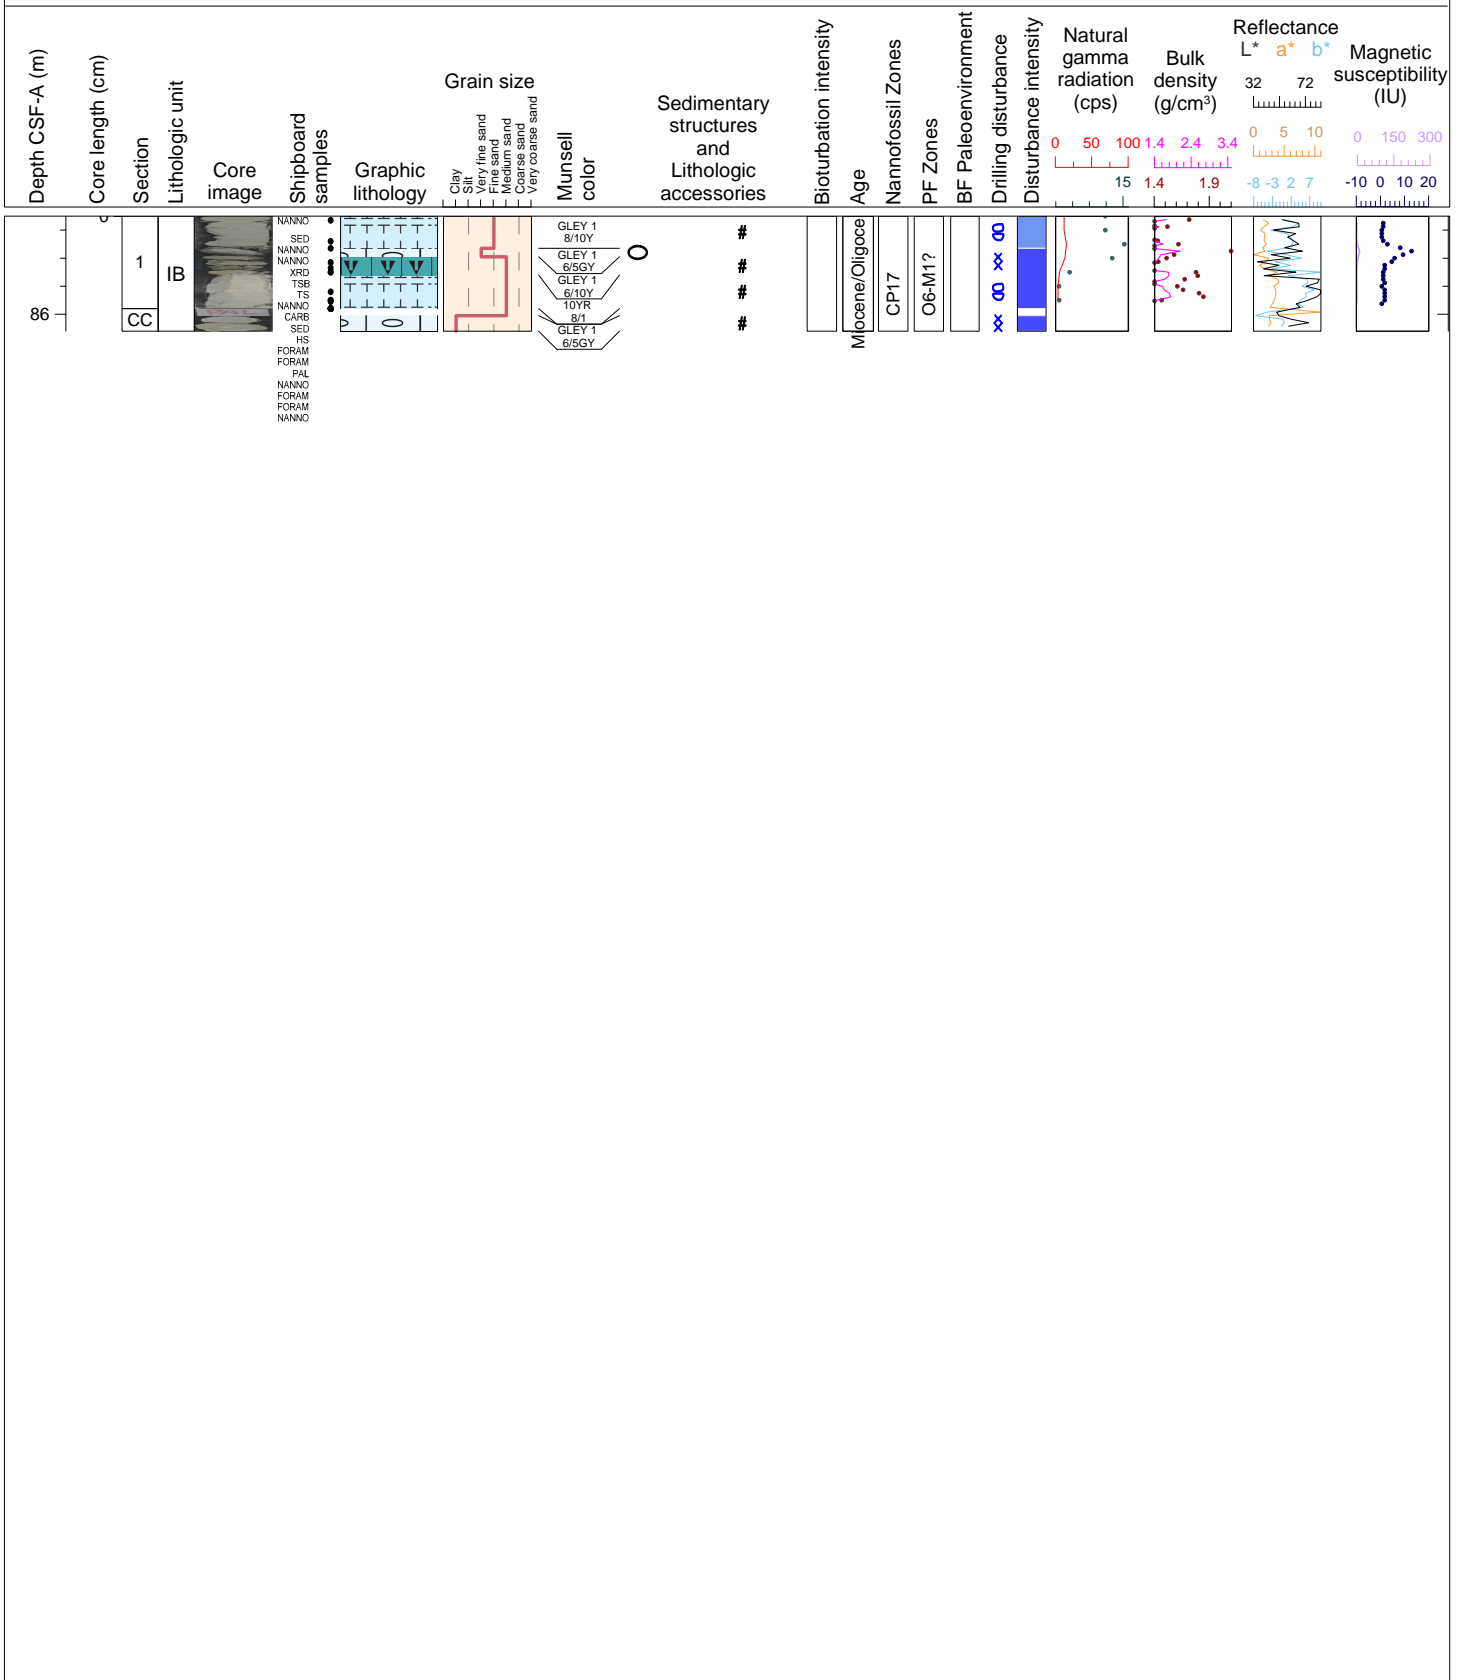 Depth CSF-A (m)
Core length (cm)
Section
Lithologic unit
Core
image
Shipboard
samples
Graphic
lithology
Grain size
Clay
Silt
Very fine sand
Fine sand
Medium sand
Coarse sand
Very coarse sand
Munsell
color
Sedimentary
structures
and
Lithologic
accessories
Bioturbation intensity
Age
Nannofossil Zones
PF Zones
BF Paleoenvironment
Drilling disturbance
Disturbance intensity
Natural
gamma
radiation
(cps)
0 50 100
15
Bulk
density
(g/cm³)
1.4 2.4 3.4
1.4 1.9
Reflectance
L* a* b*
32 72
0 5 10
-8 -3 2 7
Magnetic
susceptibility
(IU)
0 150 300
-10 0 10 20
0
86
1
CC
IB
NANNO
SED
NANNO
NANNO
XRD
TSB
TS
NANNO
CARB
SED
HS
FORAM
FORAM
PAL
NANNO
FORAM
FORAM
NANNO
GLEY 1
8/10Y
GLEY 1
6/5GY
GLEY 1
6/10Y
10YR
8/1
GLEY 1
6/5GY
#
#
#
#
Miocene/Oligoce
CP17
O6-M1?